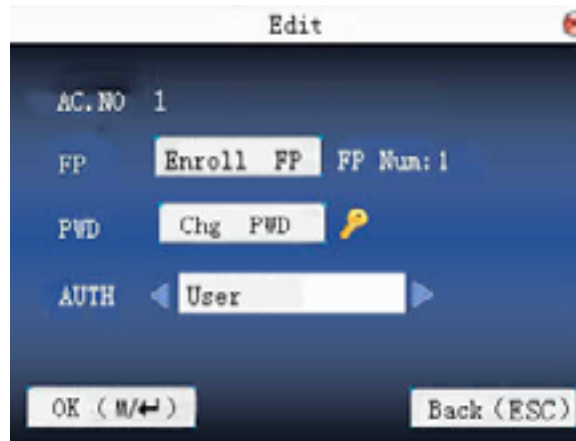 Edit
AC.NO 1
FP Enroll FP FP Num:1
PWD Chg PWD
AUTH User
OK (M/↵) Back (ESC)